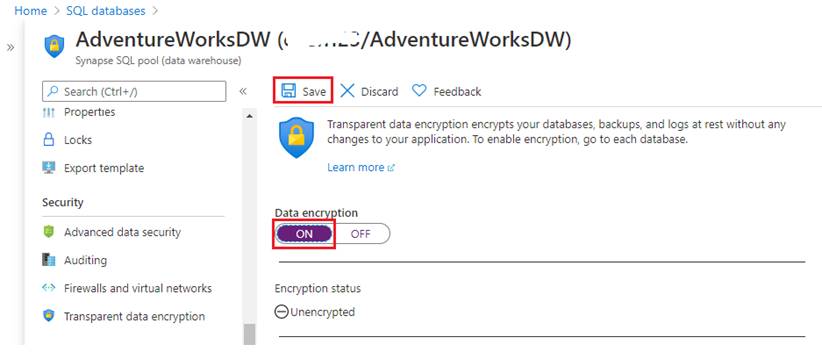 Home > SQL databases >
»
AdventureWorksDW (
/AdventureWorksDW)
Synapse SQL pool (data warehouse)
Search (Ctrl+/)
«
Properties
Locks
Export template
Security
Advanced data security
Auditing
Firewalls and virtual networks
Transparent data encryption
Save
Discard
Feedback
Transparent data encryption encrypts your databases, backups, and logs at rest without any
changes to your application. To enable encryption, go to each database.
Learn more
Data encryption
ON
OFF
Encryption status
Unencrypted